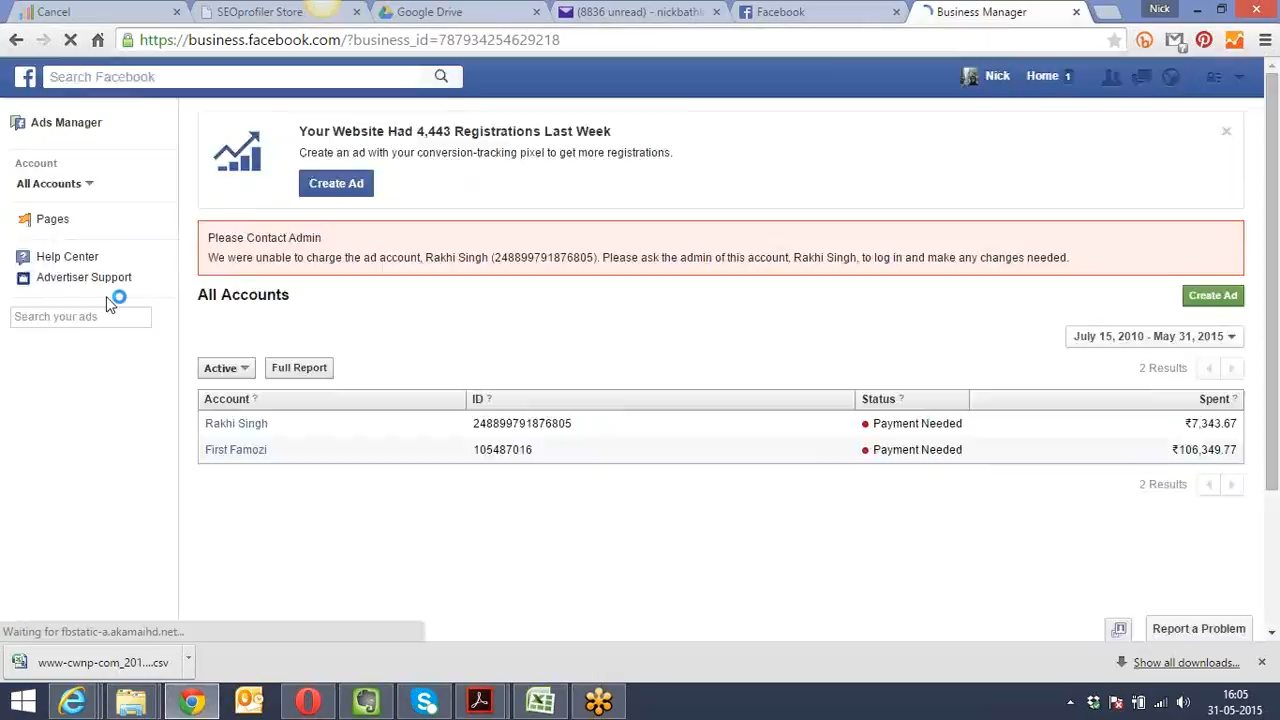 Cancel
SEOprofiler Store
Google Drive
(8836 unread) - nickbath
Facebook
Business Manager
Nick
https://business.facebook.com/?business_id=787934254629218
Search Facebook
Nick
Home 1
Ads Manager
Account
All Accounts
Pages
Help Center
Advertiser Support
Search your ads
Your Website Had 4,443 Registrations Last Week
Create an ad with your conversion-tracking pixel to get more registrations.
Create Ad
Please Contact Admin
We were unable to charge the ad account, Rakhi Singh (248899791876805). Please ask the admin of this account, Rakhi Singh, to log in and make any changes needed.
All Accounts
Create Ad
July 15, 2010 - May 31, 2015
Active
Full Report
2 Results
Account ? ID ? Status ? Spent ?
Rakhi Singh 248899791876805 Payment Needed ₹7,343.67
First Famozi 105487016 Payment Needed ₹106,349.77
2 Results
Report a Problem
Waiting for fbstatic-a.akamaihd.net...
www-cwnp-com_201....csv
Show all downloads...
16:05
31-05-2015